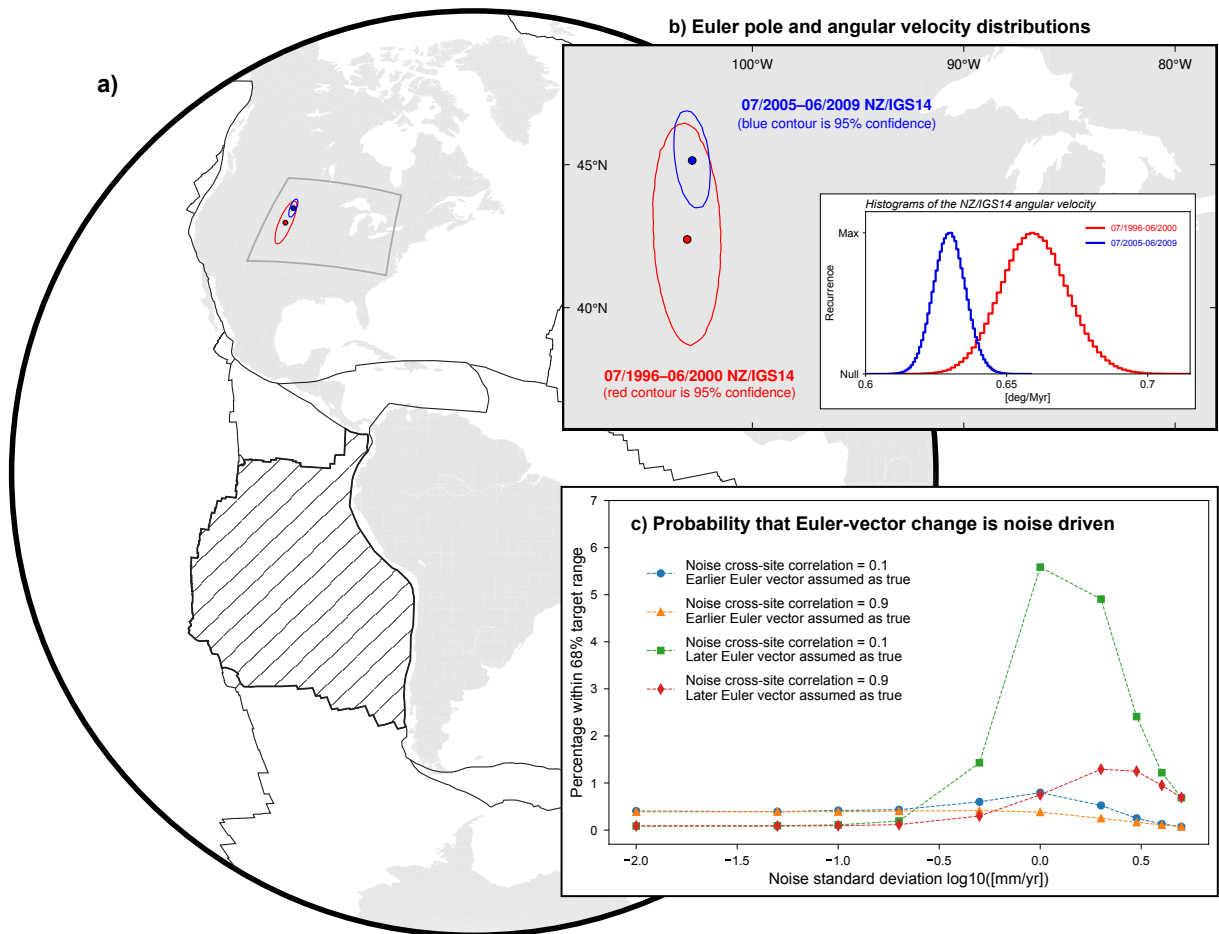 a)
b) Euler pole and angular velocity distributions
100°W
90°W
80°W
45°N
40°N
07/2005–06/2009 NZ/IGS14
(blue contour is 95% confidence)
07/1996–06/2000 NZ/IGS14
(red contour is 95% confidence)
Histograms of the NZ/IGS14 angular velocity
Max
Recurrence
Null
07/1996-06/2000
07/2005-06/2009
0.6
0.65
0.7
[deg/Myr]
c) Probability that Euler-vector change is noise driven
Percentage within 68% target range
7
6
5
4
3
2
1
0
Noise cross-site correlation = 0.1
Earlier Euler vector assumed as true
Noise cross-site correlation = 0.9
Earlier Euler vector assumed as true
Noise cross-site correlation = 0.1
Later Euler vector assumed as true
Noise cross-site correlation = 0.9
Later Euler vector assumed as true
−2.0
−1.5
−1.0
−0.5
0.0
0.5
Noise standard deviation log10([mm/yr])